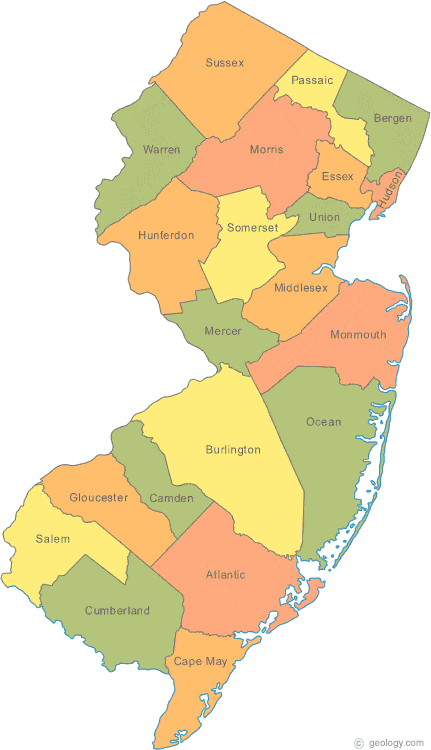 Sussex
Passaic
Bergen
Warren
Morris
Essex
Hudson
Union
Somerset
Hunterdon
Middlesex
Mercer
Monmouth
Ocean
Burlington
Camden
Gloucester
Salem
Atlantic
Cumberland
Cape May
© geology.com